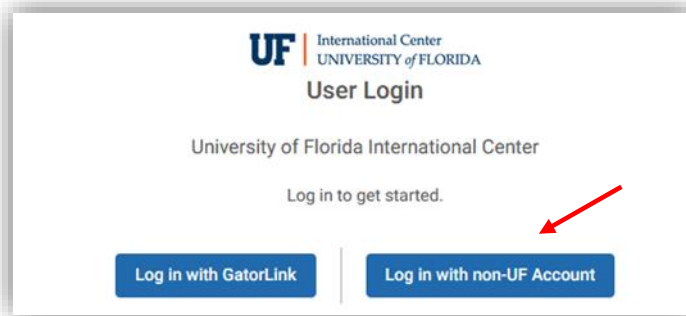 UF International Center
UNIVERSITY of FLORIDA
User Login
University of Florida International Center
Log in to get started.
Log in with GatorLink
Log in with non-UF Account